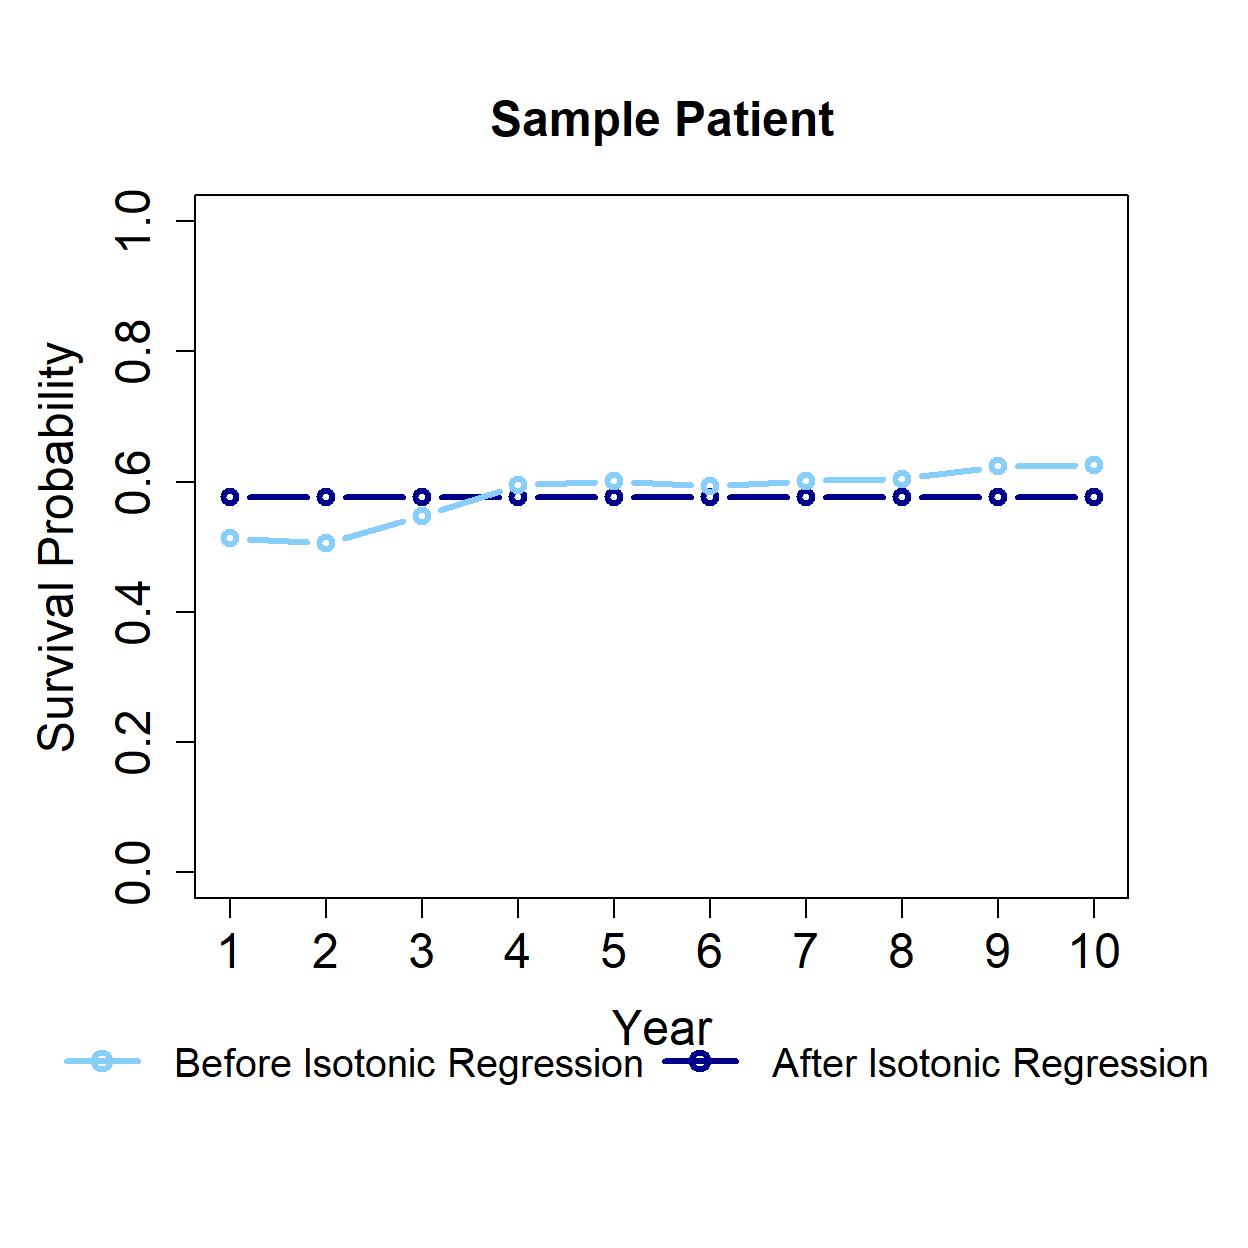 Sample Patient
Survival Probability
1.0
0.8
0.6
0.4
0.2
0.0
1 2 3 4 5 6 7 8 9 10
Year
Before Isotonic Regression After Isotonic Regression